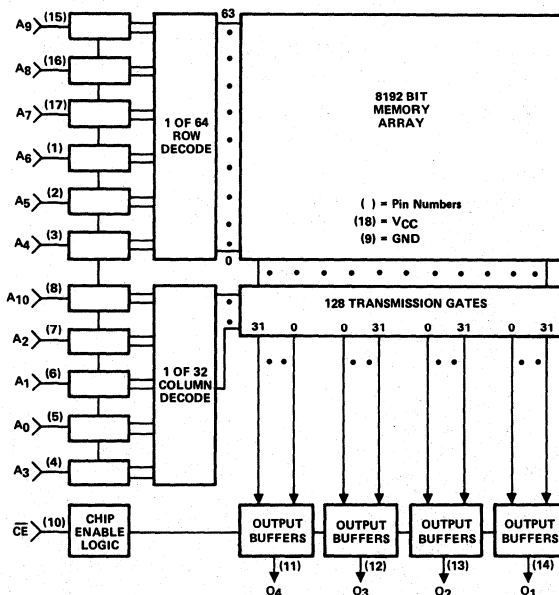 A9 (15)
A8 (16)
A7 (17)
A6 (1)
A5 (2)
A4 (3)
1 OF 64
ROW
DECODE
63
0
8192 BIT
MEMORY
ARRAY
( ) = Pin Numbers
(18) = VCC
(9) = GND
A10 (8)
A2 (7)
A1 (6)
A0 (5)
A3 (4)
1 OF 32
COLUMN
DECODE
128 TRANSMISSION GATES
31 0 0 31 0 31 0 31
CE (10)
CHIP
ENABLE
LOGIC
OUTPUT
BUFFERS
OUTPUT
BUFFERS
OUTPUT
BUFFERS
OUTPUT
BUFFERS
(11) (12) (13) (14)
O4 O3 O2 O1